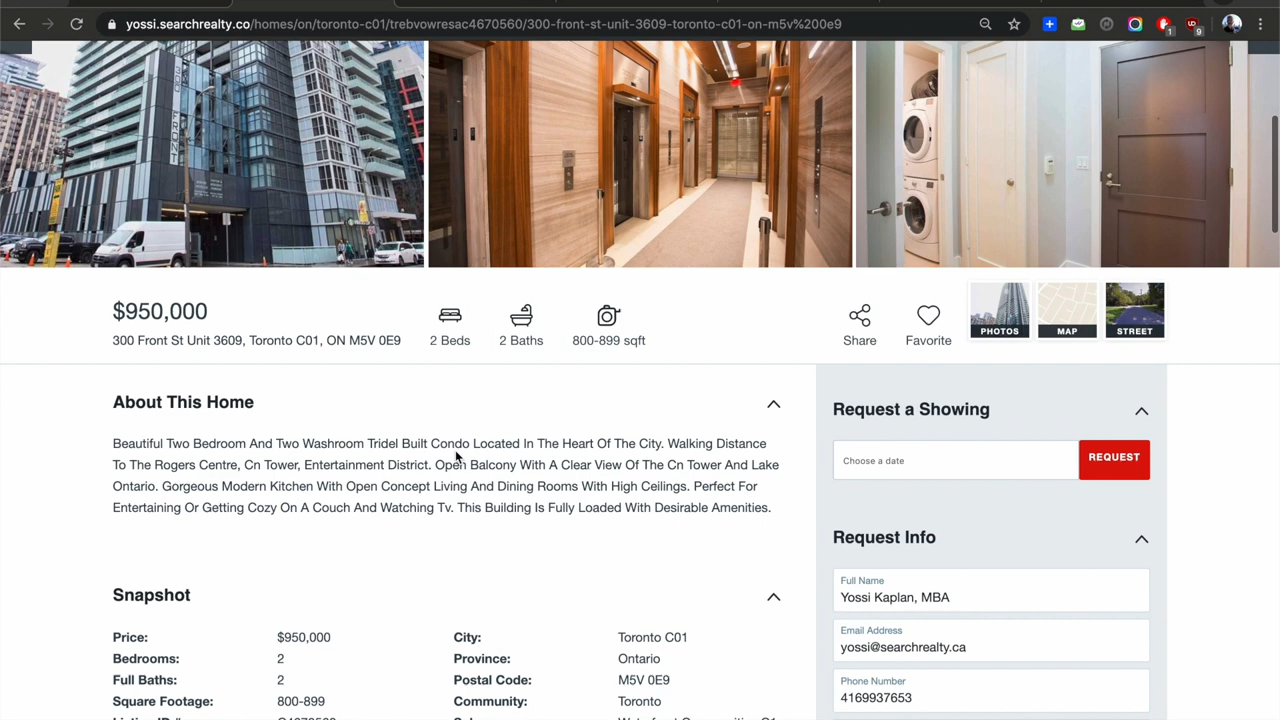 yossi.searchrealty.co/homes/on/toronto-c01/trebvowresac4670560/300-front-st-unit-3609-toronto-c01-on-m5v%200e9
1
9
300 FRONT
$950,000
300 Front St Unit 3609, Toronto C01, ON M5V 0E9
2 Beds
2 Baths
800-899 sqft
Share
Favorite
PHOTOS
MAP
STREET
About This Home
Beautiful Two Bedroom And Two Washroom Tridel Built Condo Located In The Heart Of The City. Walking Distance
To The Rogers Centre, Cn Tower, Entertainment District. Open Balcony With A Clear View Of The Cn Tower And Lake
Ontario. Gorgeous Modern Kitchen With Open Concept Living And Dining Rooms With High Ceilings. Perfect For
Entertaining Or Getting Cozy On A Couch And Watching Tv. This Building Is Fully Loaded With Desirable Amenities.
Request a Showing
Choose a date
REQUEST
Request Info
Full Name
Yossi Kaplan, MBA
Email Address
yossi@searchrealty.ca
Phone Number
4169937653
Snapshot
Price: $950,000 City: Toronto C01
Bedrooms: 2 Province: Ontario
Full Baths: 2 Postal Code: M5V 0E9
Square Footage: 800-899 Community: Toronto